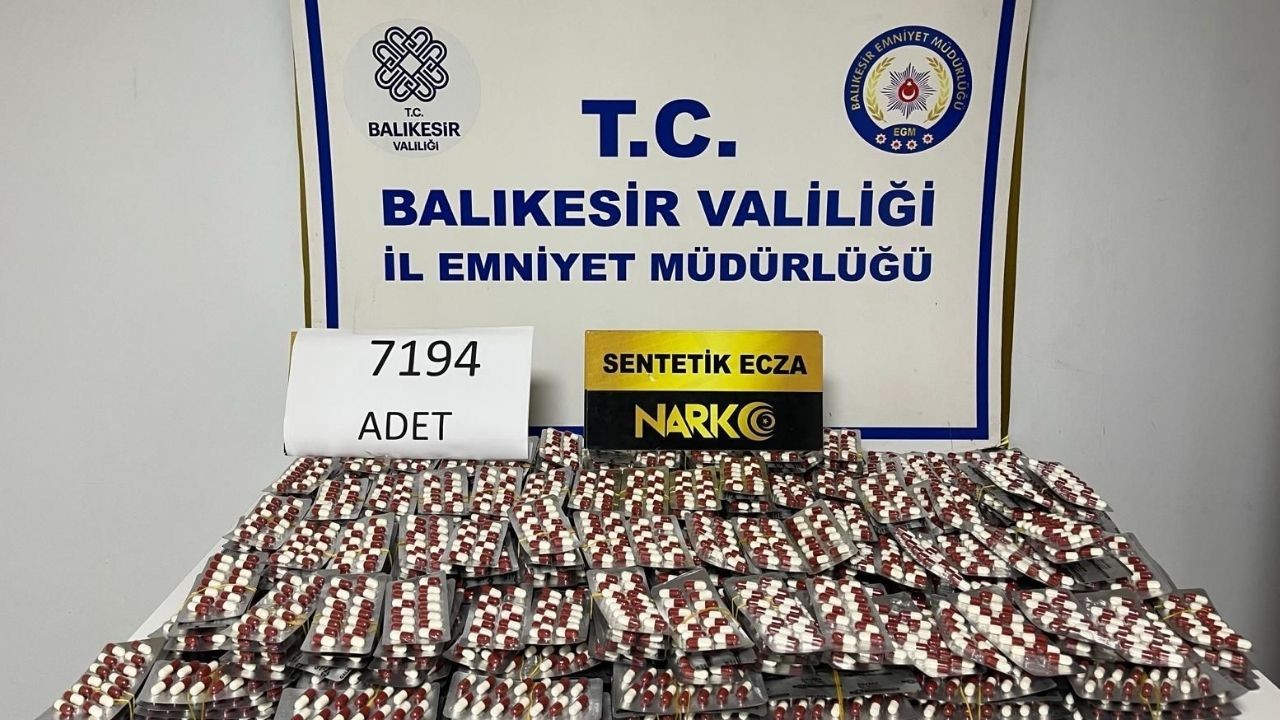 T.C.
BALIKESİR
VALİLİĞİ
BALIKESİR EMNİYET MÜDÜRLÜĞÜ
EGM
T.C.
BALIKESİR VALİLİĞİ
İL EMNİYET MÜDÜRLÜĞÜ
7194
ADET
SENTETİK ECZA
NARKO